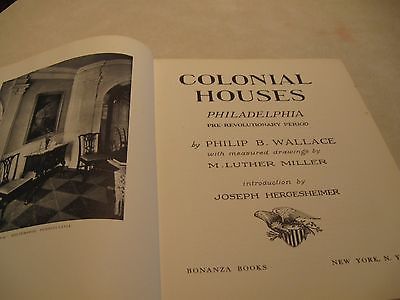 COLONIAL
HOUSES
PHILADELPHIA
PRE-REVOLUTIONARY PERIOD
by PHILIP B. WALLACE
with measured drawings by
M. LUTHER MILLER
introduction by
JOSEPH HERGESHEIMER
BONANZA BOOKS NEW YORK, N. Y.
PENNSYLVANIA